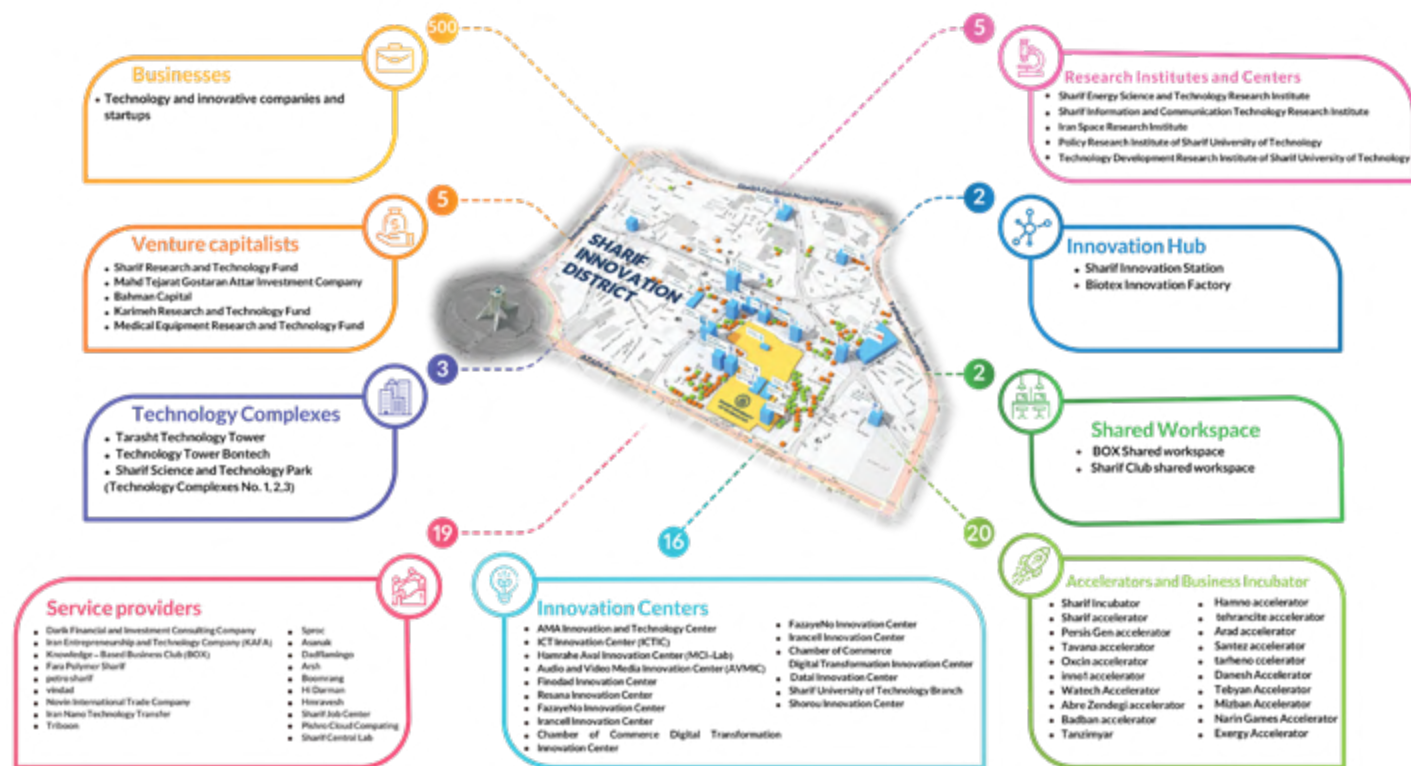 500
Businesses
• Technology and innovative companies and
startups
5
Venture capitalists
• Sharif Research and Technology Fund
• Mahd Tejarat Gostaran Attar Investment Company
• Bahman Capital
• Karimeh Research and Technology Fund
• Medical Equipment Research and Technology Fund
3
Technology Complexes
• Tarasht Technology Tower
• Technology Tower Bontech
• Sharif Science and Technology Park
(Technology Complexes No. 1,2,3)
SHARIF
INNOVATION
DISTRICT
5
Research Institutes and Centers
• Sharif Energy Science and Technology Research Institute
• Sharif Information and Communication Technology Research Institute
• Iran Space Research Institute
• Policy Research Institute of Sharif University of Technology
• Technology Development Research Institute of Sharif University of Technology
2
Innovation Hub
• Sharif Innovation Station
• Biotex Innovation Factory
2
Shared Workspace
• BOX Shared workspace
• Sharif Club shared workspace
19
Service providers
• Dorik Financial and Investment Consulting Company
• Iran Entrepreneurship and Technology Company (KAFA)
• Knowledge - Based Business Club (BOX)
• Fara Polymer Sharif
• petro sharif
• vindad
• Novin International Trade Company
• Iran Nano Technology Transfer
• Triboon
• Sproc
• Asanak
• Dadflamingo
• Arsh
• Boomrang
• Hi Darman
• Hmravesh
• Sharif Job Center
• Pishro Cloud Computing
• Sharif Central Lab
16
Innovation Centers
• AMA Innovation and Technology Center
• ICT Innovation Center (ICTIC)
• Hamrahe Aval Innovation Center (MCI-Lab)
• Audio and Video Media Innovation Center (AVMIC)
• Finodad Innovation Center
• Resana Innovation Center
• FazayeNo Innovation Center
• Irancell Innovation Center
• Chamber of Commerce Digital Transformation
• Innovation Center
• FazayeNo Innovation Center
• Irancell Innovation Center
• Chamber of Commerce
Digital Transformation Innovation Center
• Datal Innovation Center
• Sharif University of Technology Branch
• Shorou Innovation Center
20
Accelerators and Business Incubator
• Sharif Incubator
• Sharif accelerator
• Persis Gen accelerator
• Tavana accelerator
• Oxcin accelerator
• inno1 accelerator
• Watech Accelerator
• Abre Zendegi accelerator
• Badban accelerator
• Tanzimyar
• Hamno accelerator
• tehrancite accelerator
• Arad accelerator
• Santez accelerator
• tarheno ccelerator
• Danesh Accelerator
• Tebyan Accelerator
• Mizban Accelerator
• Narin Games Accelerator
• Exergy Accelerator